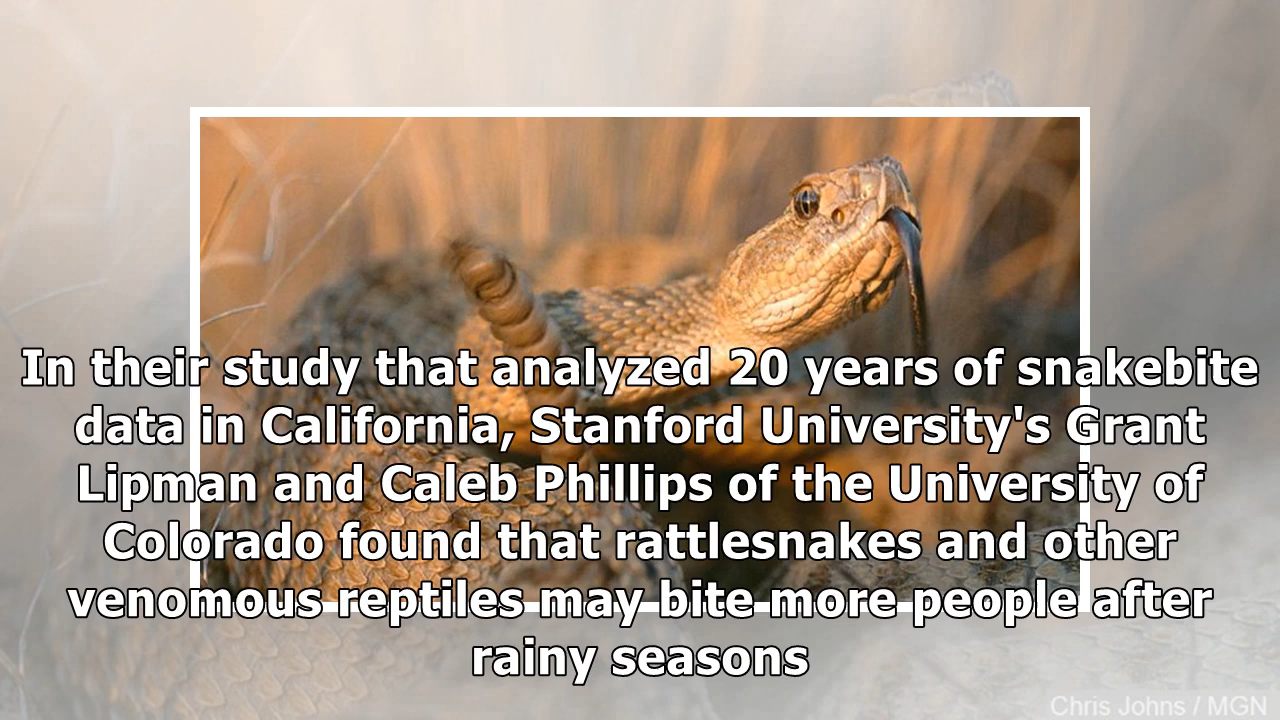 In their study that analyzed 20 years of snakebite
data in California, Stanford University's Grant
Lipman and Caleb Phillips of the University of
Colorado found that rattlesnakes and other
venomous reptiles may bite more people after
rainy seasons
Chris Johns / MGN